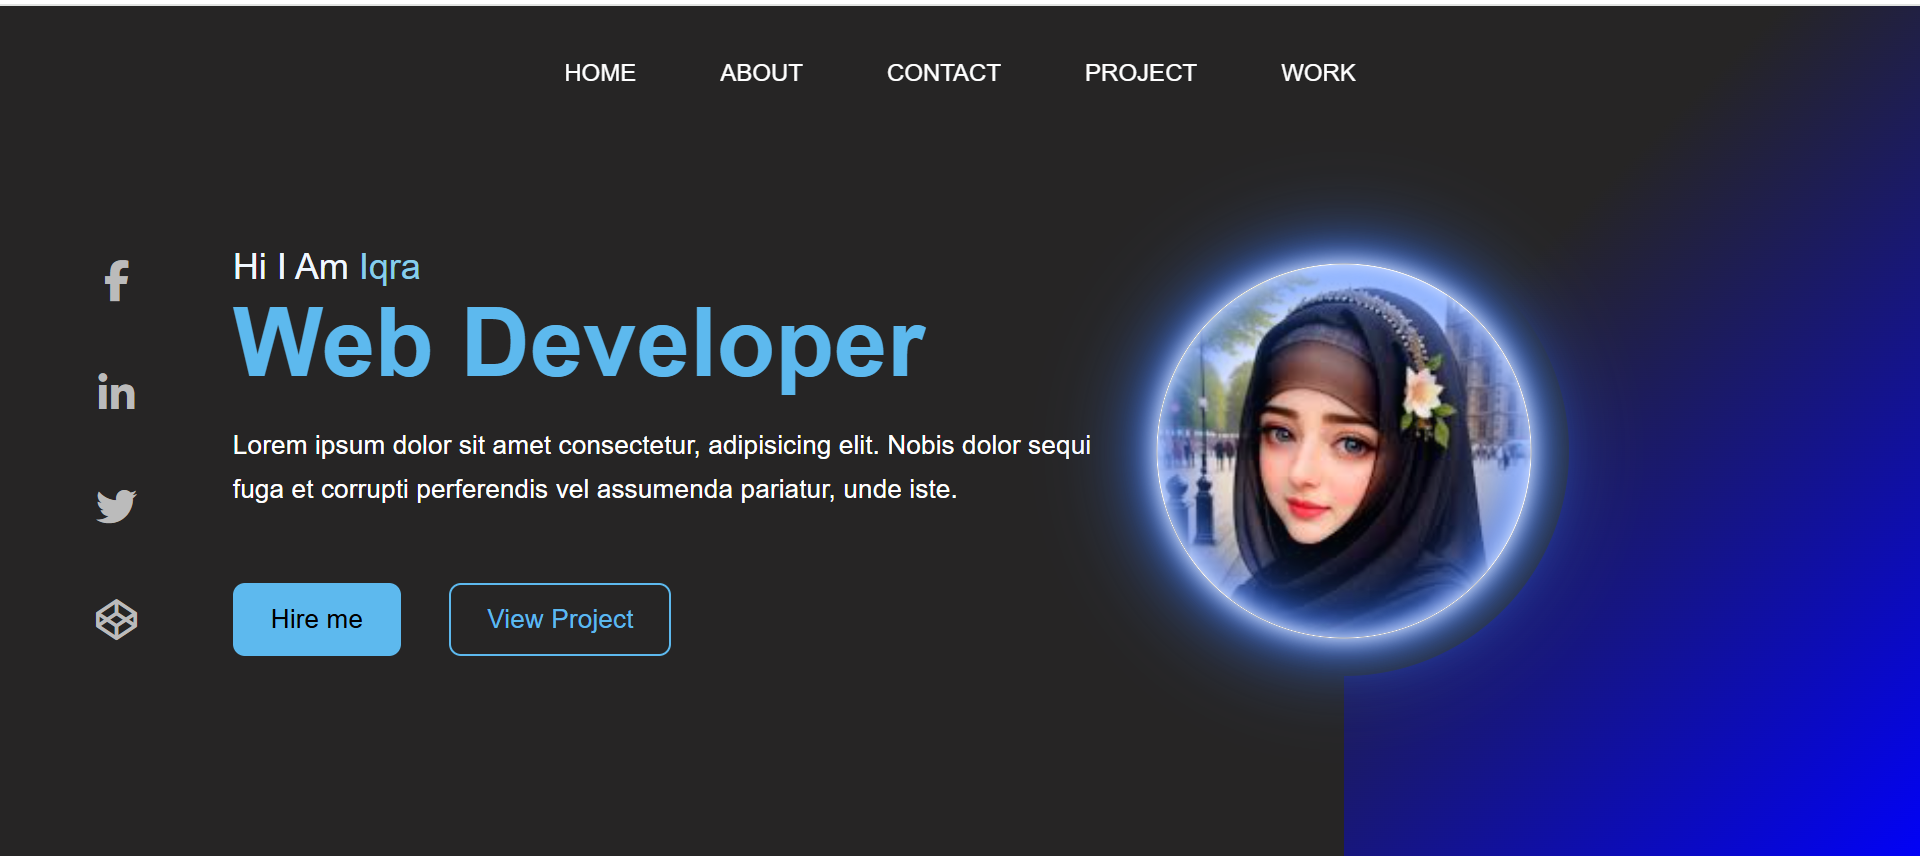 HOME ABOUT CONTACT PROJECT WORK
Hi I Am Iqra
Web Developer
Lorem ipsum dolor sit amet consectetur, adipisicing elit. Nobis dolor sequi
fuga et corrupti perferendis vel assumenda pariatur, unde iste.
Hire me View Project